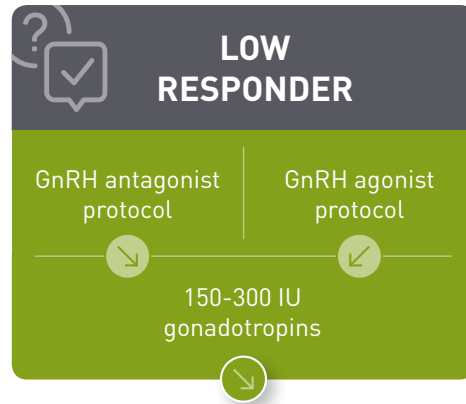 LOW
RESPONDER
GnRH antagonist
protocol
GnRH agonist
protocol
150-300 IU
gonadotropins